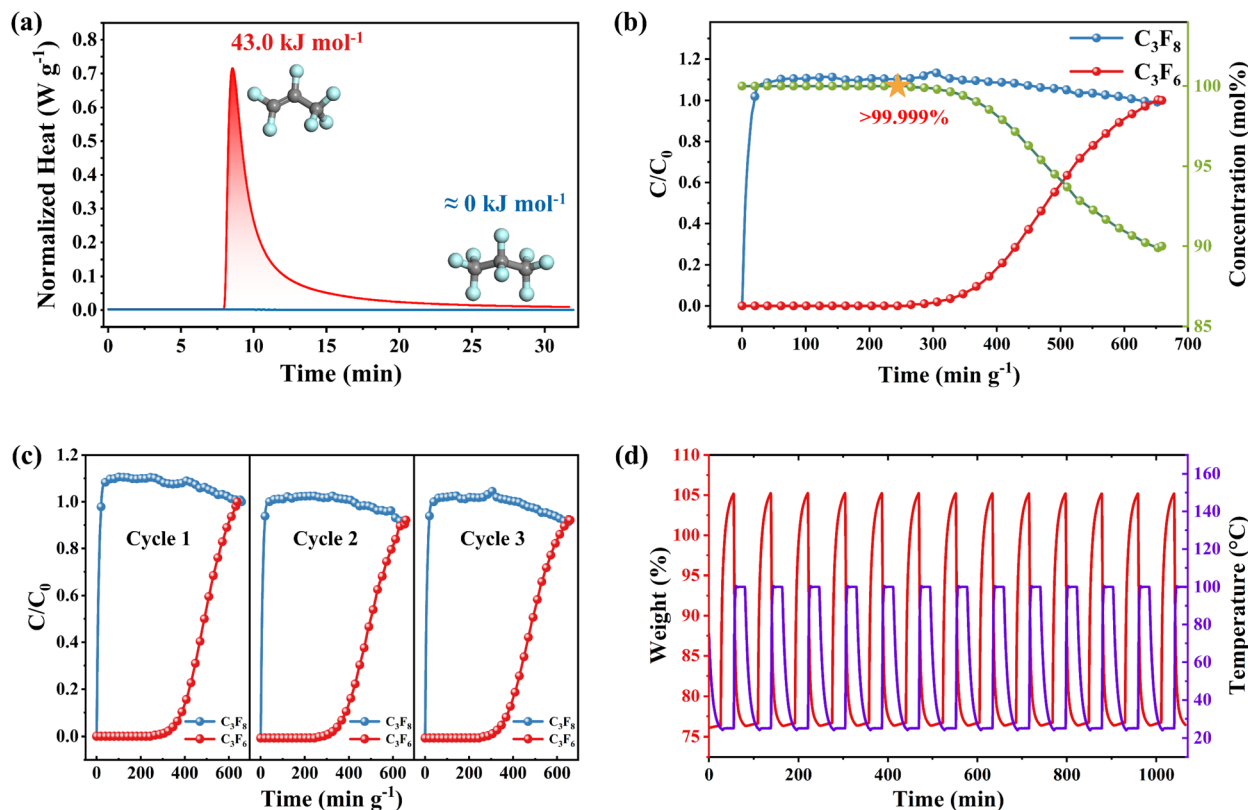 (a)
43.0 kJ mol⁻¹
≈ 0 kJ mol⁻¹
Normalized Heat (W g⁻¹)
0.8
0.7
0.6
0.5
0.4
0.3
0.2
0.1
0.0
0 5 10 15 20 25 30
Time (min)
(b)
C₃F₈
C₃F₆
>99.999%
C/C₀
1.2
1.0
0.8
0.6
0.4
0.2
0.0
Concentration (mol%)
100
95
90
85
0 100 200 300 400 500 600 700
Time (min g⁻¹)
(c)
C/C₀
1.2
1.0
0.8
0.6
0.4
0.2
0.0
Cycle 1 Cycle 2 Cycle 3
C₃F₈ C₃F₈ C₃F₈
C₃F₆ C₃F₆ C₃F₆
0 200 400 600 0 200 400 600 0 200 400 600
Time (min g⁻¹)
(d)
Weight (%)
110
105
100
95
90
85
80
75
Temperature (°C)
160
140
120
100
80
60
40
20
0 200 400 600 800 1000
Time (min)